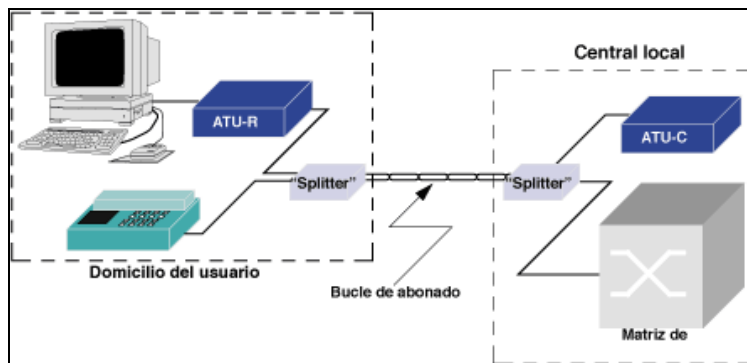 Central local
ATU-R
ATU-C
"Splitter"
"Splitter"
Domicilio del usuario
Bucle de abonado
Matriz de